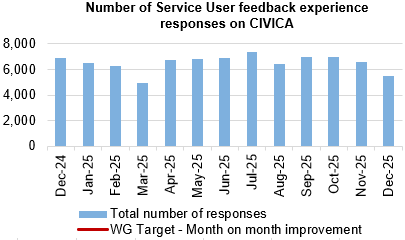 Number of Service User feedback experience
responses on CIVICA
8,000
6,000
4,000
2,000
0
Dec-24
Jan-25
Feb-25
Mar-25
Apr-25
May-25
Jun-25
Jul-25
Aug-25
Sep-25
Oct-25
Nov-25
Dec-25
Total number of responses
WG Target - Month on month improvement